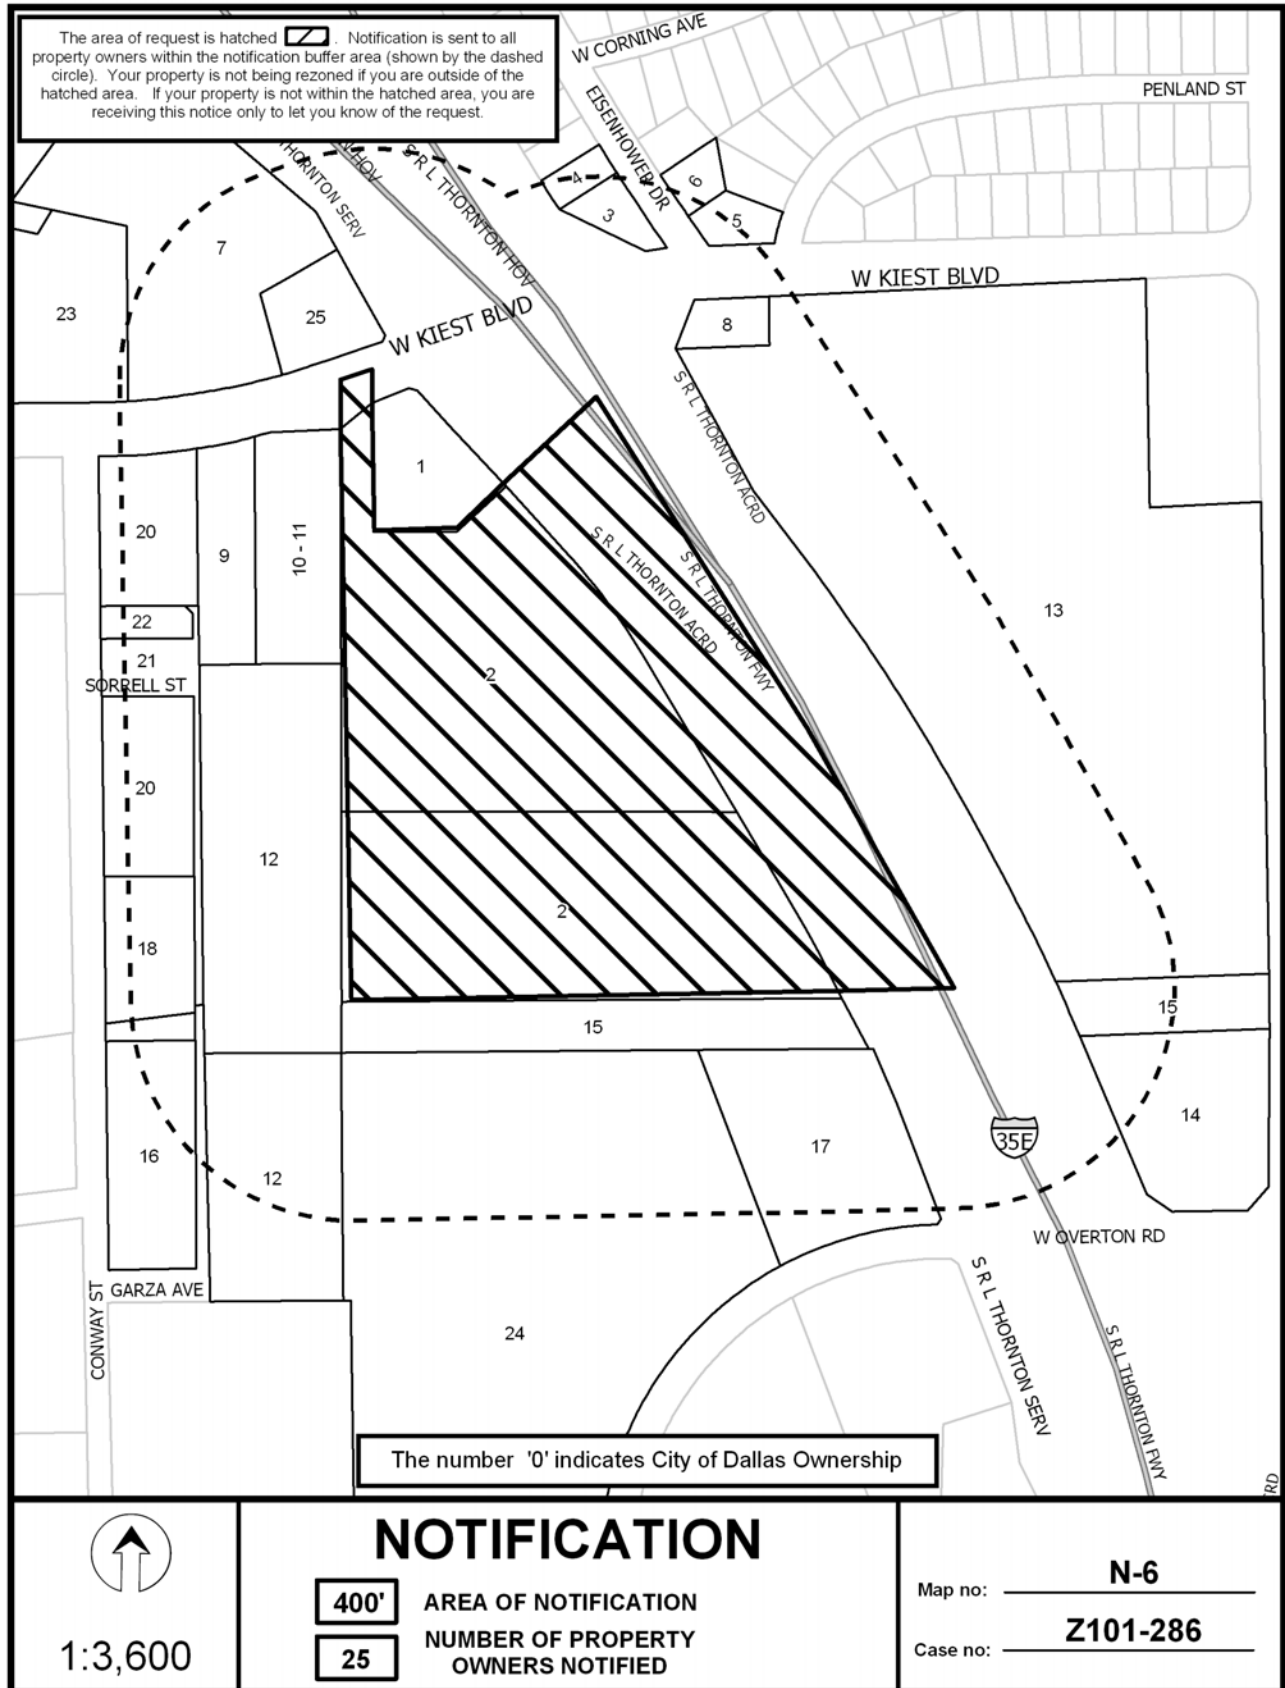 The area of request is hatched . Notification is sent to all
property owners within the notification buffer area (shown by the dashed
circle). Your property is not being rezoned if you are outside of the
hatched area. If your property is not within the hatched area, you are
receiving this notice only to let you know of the request.
W CORNING AVE
PENLAND ST
EISENHOWER DR
THORNTON SERV
N HOV
S R L THORNTON HOV
4
3
6
5
7
23
25
W KIEST BLVD
W KIEST BLVD
8
S R L THORNTON ACRD
1
20
9
10 - 11
S R L THORNTON ACRD
S R L THORNTON FWY
13
22
21
SORRELL ST
2
20
12
2
18
15
15
16
12
17
35E
14
W OVERTON RD
CONWAY ST
GARZA AVE
24
S R L THORNTON SERV
S R L THORNTON FWY
RD
The number '0' indicates City of Dallas Ownership
1:3,600
NOTIFICATION
400' AREA OF NOTIFICATION
25 NUMBER OF PROPERTY
OWNERS NOTIFIED
Map no: N-6
Case no: Z101-286